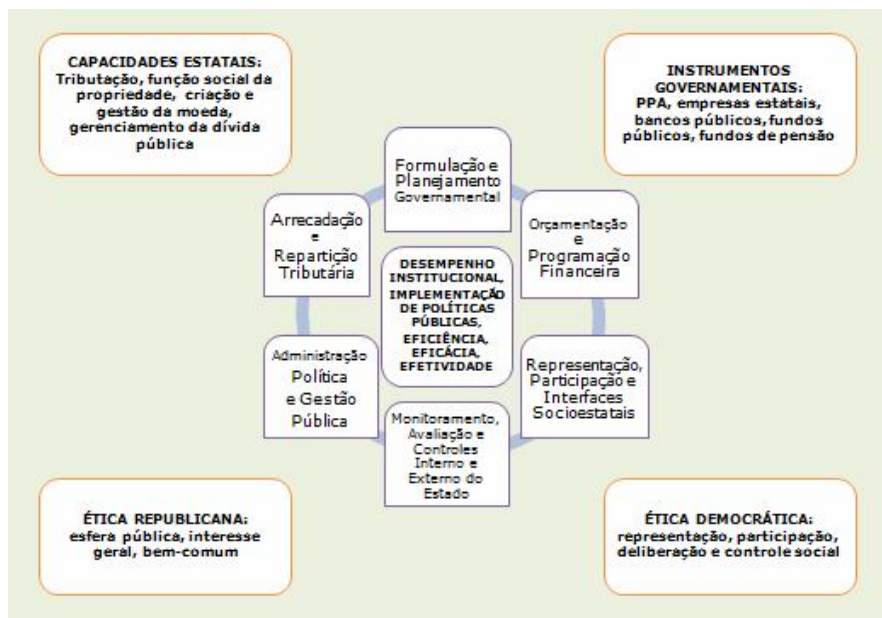 CAPACIDADES ESTATAIS:
Tributação, função social da
propriedade, criação e
gestão da moeda,
gerenciamento da dívida
pública
INSTRUMENTOS
GOVERNAMENTAIS:
PPA, empresas estatais,
bancos públicos, fundos
públicos, fundos de pensão
Formulação e
Planejamento
Governamental
Arrecadação
e
Repartição
Tributária
Orçamentação
e
Programação
Financeira
DESEMPENHO
INSTITUCIONAL,
IMPLEMENTAÇÃO
DE POLÍTICAS
PÚBLICAS,
EFICIÊNCIA,
EFICÁCIA,
EFETIVIDADE
Administração
Política
e Gestão
Pública
Representação,
Participação e
Interfaces
Socioestatais
Monitoramento,
Avaliação e
Controles
Interno e
Externo do
Estado
ÉTICA REPUBLICANA:
esfera pública, interesse
geral, bem-comum
ÉTICA DEMOCRÁTICA:
representação, participação,
deliberação e controle social